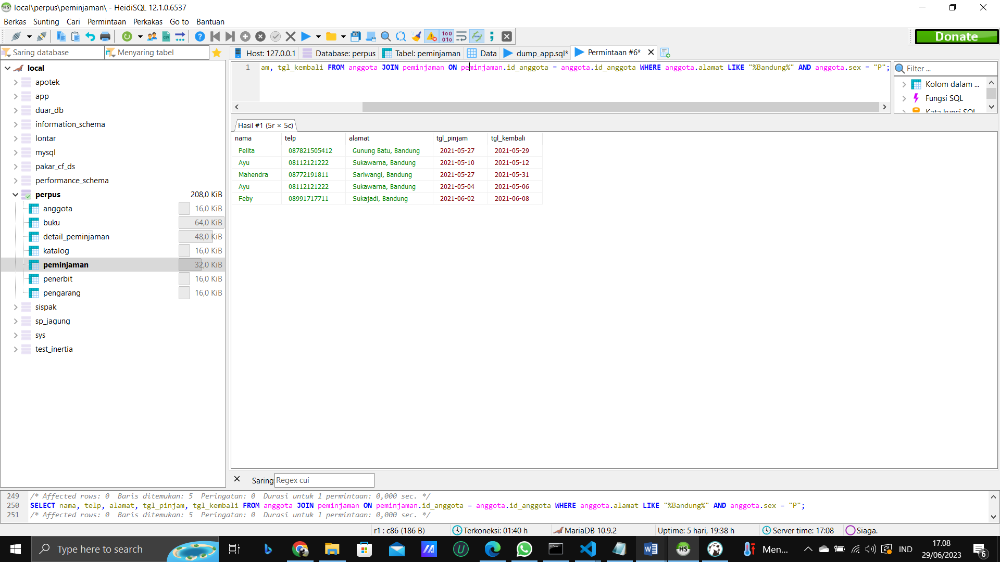 local\perpus\peminjaman\ - HeidiSQL 12.1.0.6537
Berkas Sunting Cari Permintaan Perkakas Go to Bantuan
Donate
Saring database Menyaring tabel
Host: 127.0.0.1 Database: perpus Tabel: peminjaman Data dump_app.sql* Permintaan #6*
local
apotek
app
duar_db
information_schema
lontar
mysql
pakar_cf_ds
performance_schema
perpus 208,0 KiB
anggota 16,0 KiB
buku 64,0 KiB
detail_peminjaman 48,0 KiB
katalog 16,0 KiB
peminjaman 32,0 KiB
penerbit 16,0 KiB
pengarang 16,0 KiB
sispak
sp_jagung
sys
test_inertia
1 am, tgl_kembali FROM anggota JOIN peminjaman ON peminjaman.id_anggota = anggota.id_anggota WHERE anggota.alamat LIKE "%Bandung%" AND anggota.sex = "P";
Filter ...
Kolom dalam ...
Fungsi SQL
Kata kunci SQL
Hasil #1 (5r × 5c)
nama telp alamat tgl_pinjam tgl_kembali
Pelita 087821505412 Gunung Batu, Bandung 2021-05-27 2021-05-29
Ayu 08112121222 Sukawarna, Bandung 2021-05-10 2021-05-12
Mahendra 08772191811 Sariwangi, Bandung 2021-05-27 2021-05-31
Ayu 08112121222 Sukawarna, Bandung 2021-05-04 2021-05-06
Feby 08991717711 Sukajadi, Bandung 2021-06-02 2021-06-08
Saring Regex cui
249 /* Affected rows: 0 Baris ditemukan: 5 Peringatan: 0 Durasi untuk 1 permintaan: 0,000 sec. */
250 SELECT nama, telp, alamat, tgl_pinjam, tgl_kembali FROM anggota JOIN peminjaman ON peminjaman.id_anggota = anggota.id_anggota WHERE anggota.alamat LIKE "%Bandung%" AND anggota.sex = "P";
251 /* Affected rows: 0 Baris ditemukan: 5 Peringatan: 0 Durasi untuk 1 permintaan: 0,000 sec. */
r1 : c86 (186 B) Terkoneksi: 01:40 h MariaDB 10.9.2 Uptime: 5 hari, 19:38 h Server time: 17:08 Siaga.
Type here to search
Men... IND 17.08
29/06/2023
6